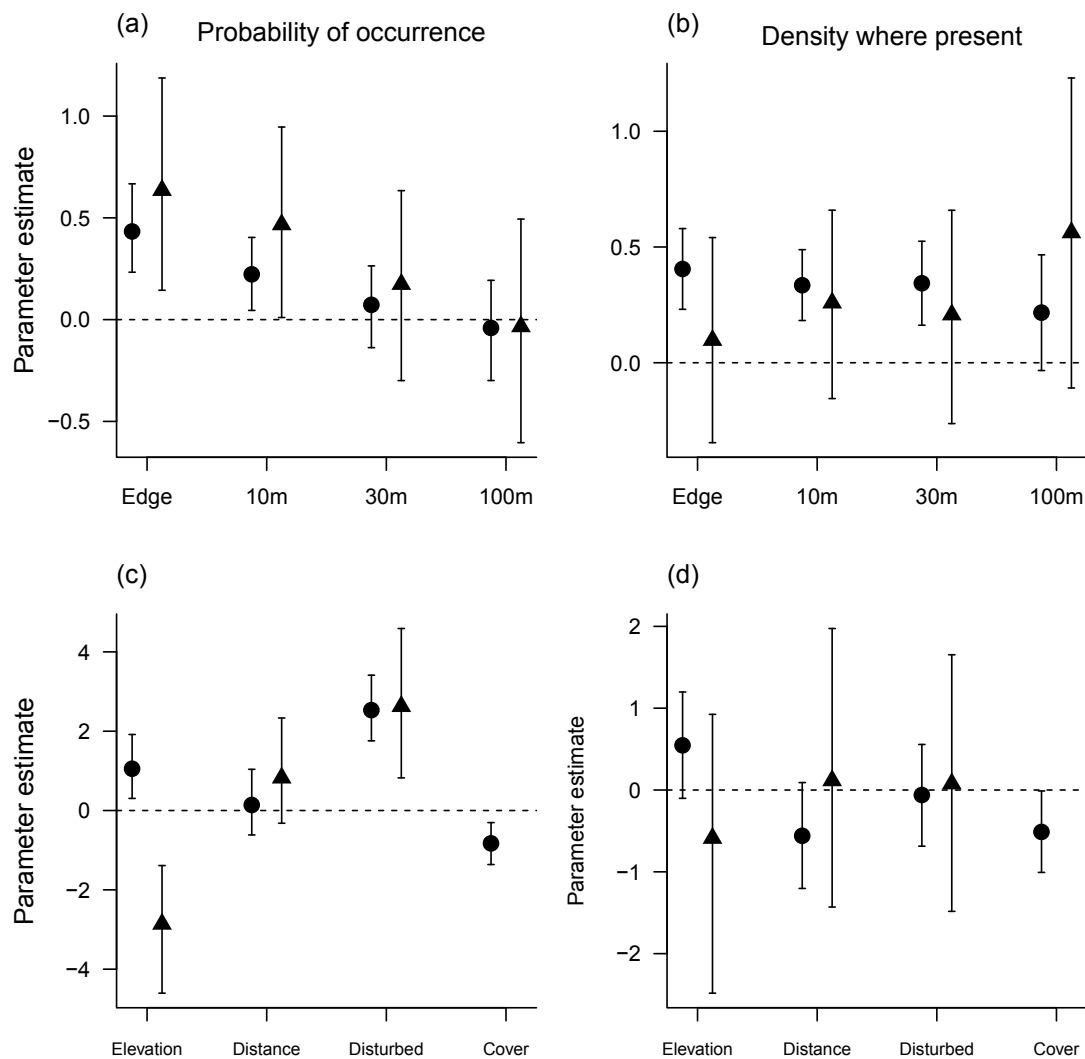 (a)
Probability of occurrence
(b)
Density where present
Parameter estimate
1.0
0.5
0.0
−0.5
Edge 10m 30m 100m
1.0
0.5
0.0
Edge 10m 30m 100m
(c)
(d)
Parameter estimate
4
2
0
−2
−4
Elevation Distance Disturbed Cover
Parameter estimate
2
1
0
−1
−2
Elevation Distance Disturbed Cover